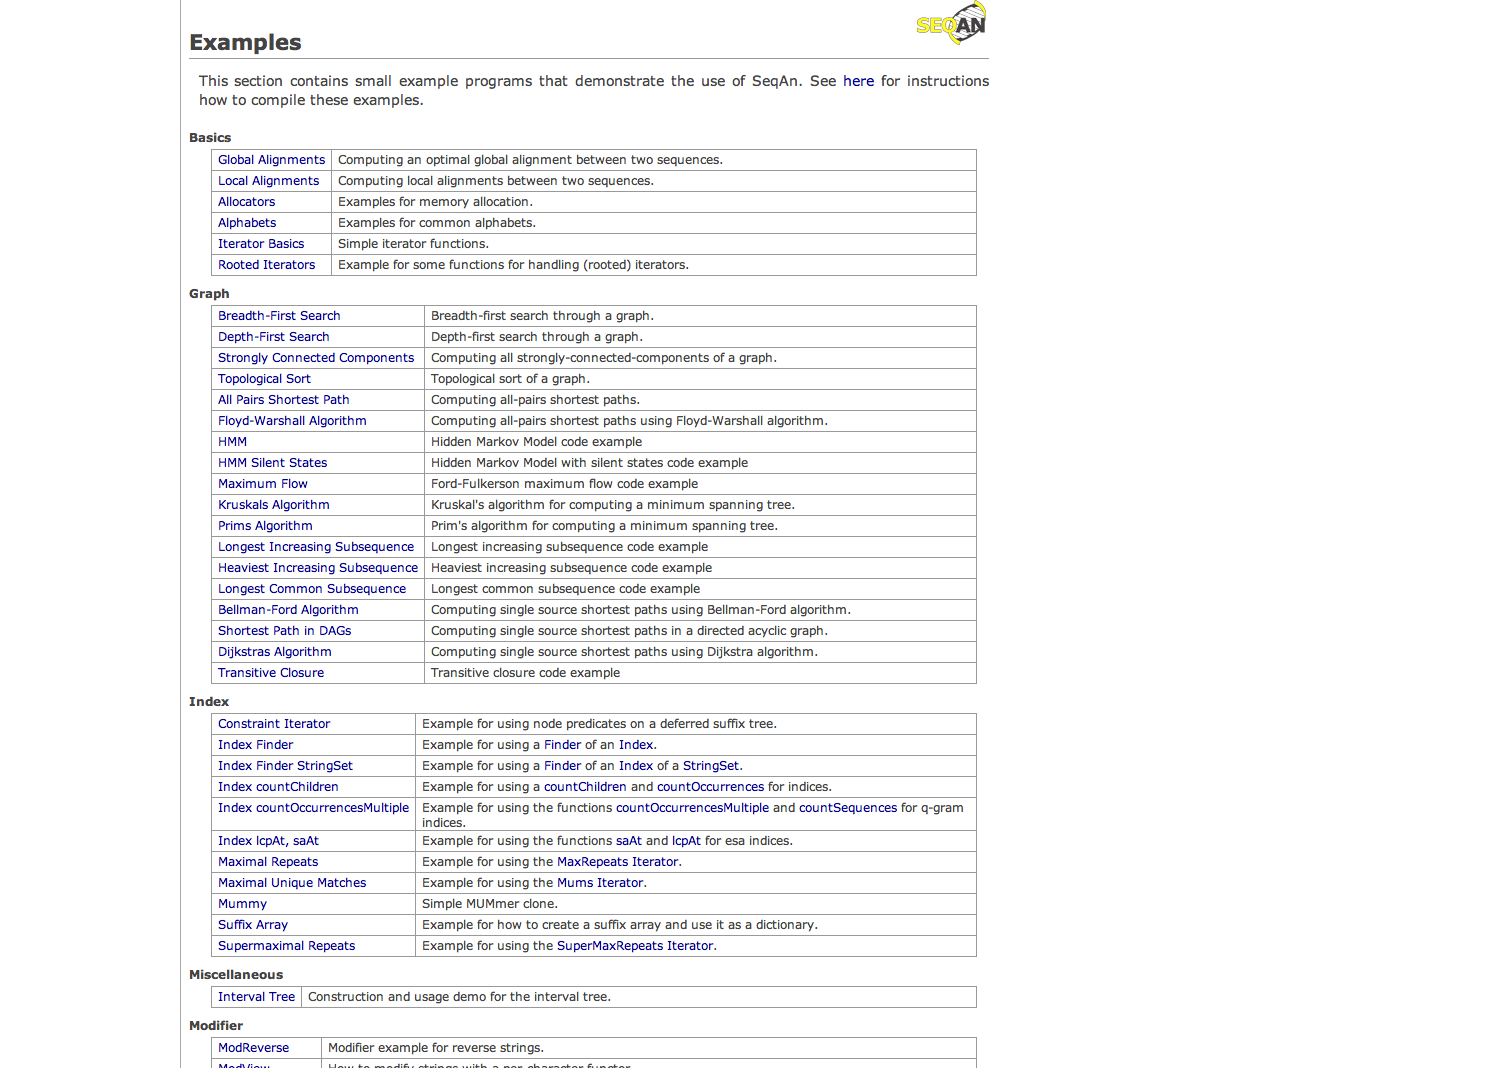 SEQAN
Examples
This section contains small example programs that demonstrate the use of SeqAn. See here for instructions
how to compile these examples.
Basics
Global Alignments Computing an optimal global alignment between two sequences.
Local Alignments Computing local alignments between two sequences.
Allocators Examples for memory allocation.
Alphabets Examples for common alphabets.
Iterator Basics Simple iterator functions.
Rooted Iterators Example for some functions for handling (rooted) iterators.
Graph
Breadth-First Search Breadth-first search through a graph.
Depth-First Search Depth-first search through a graph.
Strongly Connected Components Computing all strongly-connected-components of a graph.
Topological Sort Topological sort of a graph.
All Pairs Shortest Path Computing all-pairs shortest paths.
Floyd-Warshall Algorithm Computing all-pairs shortest paths using Floyd-Warshall algorithm.
HMM Hidden Markov Model code example
HMM Silent States Hidden Markov Model with silent states code example
Maximum Flow Ford-Fulkerson maximum flow code example
Kruskals Algorithm Kruskal's algorithm for computing a minimum spanning tree.
Prims Algorithm Prim's algorithm for computing a minimum spanning tree.
Longest Increasing Subsequence Longest increasing subsequence code example
Heaviest Increasing Subsequence Heaviest increasing subsequence code example
Longest Common Subsequence Longest common subsequence code example
Bellman-Ford Algorithm Computing single source shortest paths using Bellman-Ford algorithm.
Shortest Path in DAGs Computing single source shortest paths in a directed acyclic graph.
Dijkstras Algorithm Computing single source shortest paths using Dijkstra algorithm.
Transitive Closure Transitive closure code example
Index
Constraint Iterator Example for using node predicates on a deferred suffix tree.
Index Finder Example for using a Finder of an Index.
Index Finder StringSet Example for using a Finder of an Index of a StringSet.
Index countChildren Example for using a countChildren and countOccurrences for indices.
Index countOccurrencesMultiple Example for using the functions countOccurrencesMultiple and countSequences for q-gram
indices.
Index lcpAt, saAt Example for using the functions saAt and lcpAt for esa indices.
Maximal Repeats Example for using the MaxRepeats Iterator.
Maximal Unique Matches Example for using the Mums Iterator.
Mummy Simple MUMmer clone.
Suffix Array Example for how to create a suffix array and use it as a dictionary.
Supermaximal Repeats Example for using the SuperMaxRepeats Iterator.
Miscellaneous
Interval Tree Construction and usage demo for the interval tree.
Modifier
ModReverse Modifier example for reverse strings.
ModView How to modify strings with a per-character functor.